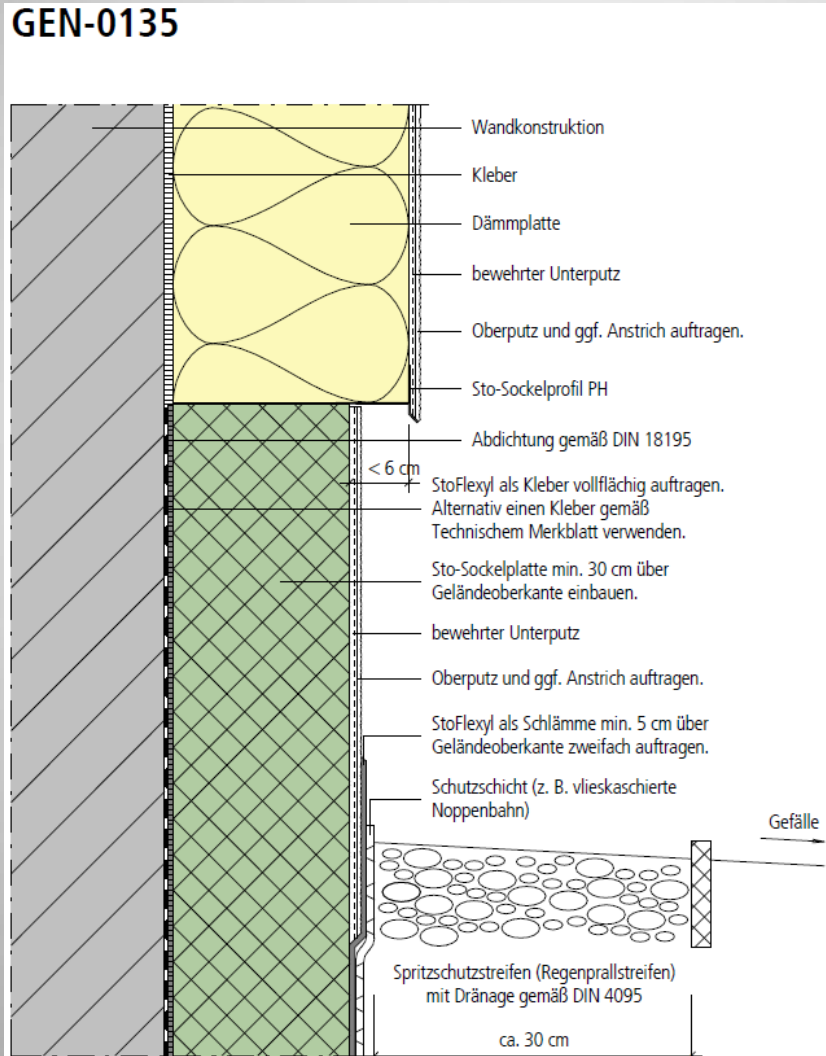 GEN-0135
Wandkonstruktion
Kleber
Dämmplatte
bewehrter Unterputz
Oberputz und ggf. Anstrich auftragen.
Sto-Sockelprofil PH
Abdichtung gemäß DIN 18195
< 6 cm
StoFlexyl als Kleber vollflächig auftragen.
Alternativ einen Kleber gemäß
Technischem Merkblatt verwenden.
Sto-Sockelplatte min. 30 cm über
Geländeoberkante einbauen.
bewehrter Unterputz
Oberputz und ggf. Anstrich auftragen.
StoFlexyl als Schlämme min. 5 cm über
Geländeoberkante zweifach auftragen.
Schutzschicht (z. B. vlieskaschierte
Noppenbahn)
Gefälle
Spritzschutzstreifen (Regenprallstreifen)
mit Dränage gemäß DIN 4095
ca. 30 cm